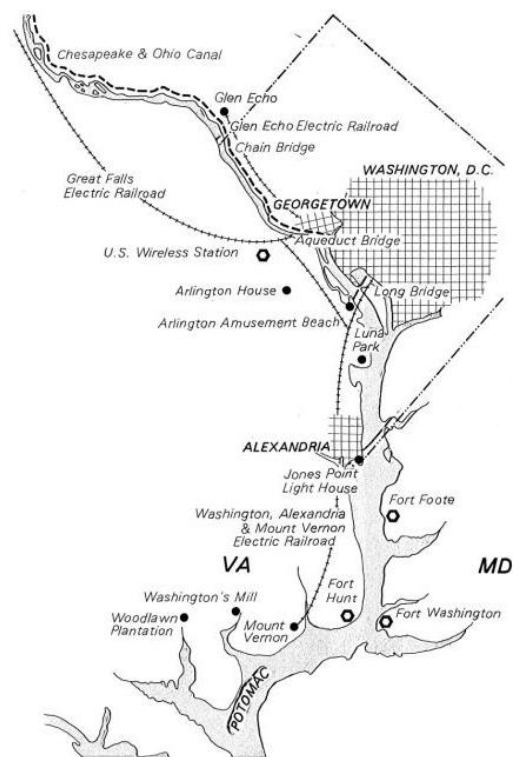 Chesapeake & Ohio Canal
Glen Echo
Glen Echo Electric Railroad
Chain Bridge
WASHINGTON, D.C.
Great Falls
Electric Railroad
GEORGETOWN
Aqueduct Bridge
U.S. Wireless Station
Arlington House
Long Bridge
Arlington Amusement Beach
Luna
Park
ALEXANDRIA
Jones Point
Light House
Fort Foote
Washington, Alexandria
& Mount Vernon
Electric Railroad
VA
MD
Washington's Mill
Fort
Hunt
Fort Washington
Woodlawn
Plantation
Mount
Vernon
POTOMAC